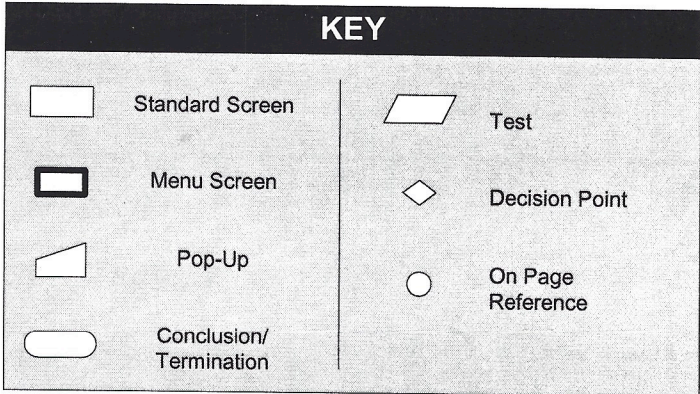 KEY
Standard Screen
Menu Screen
Pop-Up
Conclusion/
Termination
Test
Decision Point
On Page
Reference